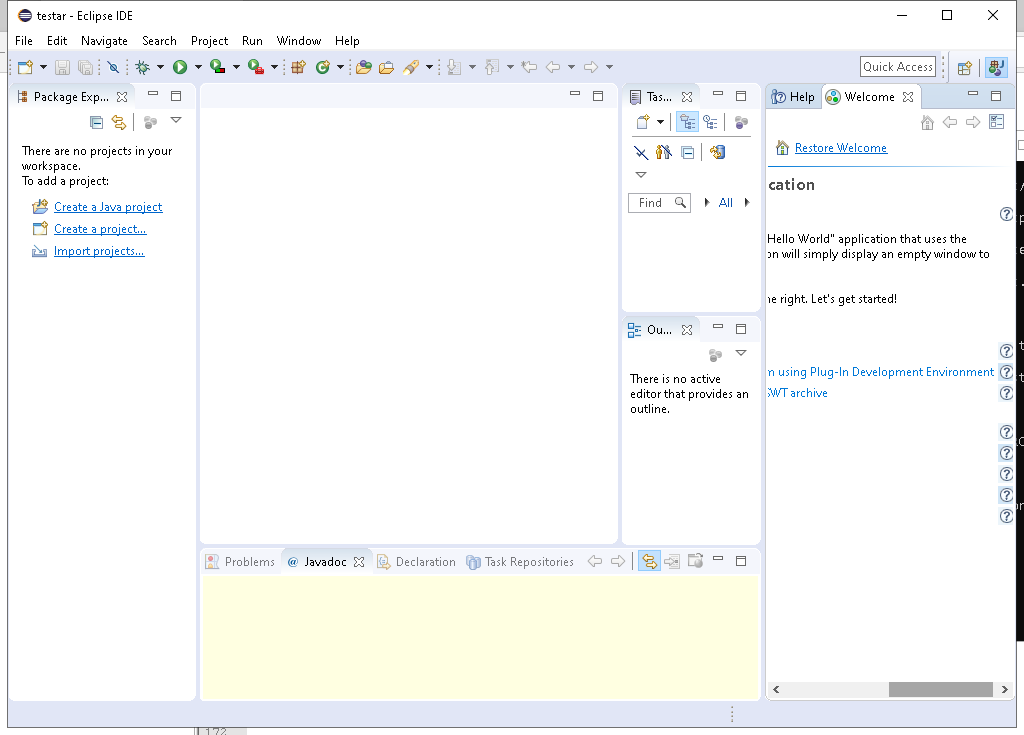 testar - Eclipse IDE
File Edit Navigate Search Project Run Window Help
Quick Access
Package Exp...
There are no projects in your
workspace.
To add a project:
Create a Java project
Create a project...
Import projects...
Tas...
Find
All
Ou...
There is no active
editor that provides an
outline.
Help Welcome
Restore Welcome
cation
Hello World" application that uses the
on will simply display an empty window to
he right. Let's get started!
n using Plug-In Development Environment
SWT archive
Problems @ Javadoc Declaration Task Repositories
172